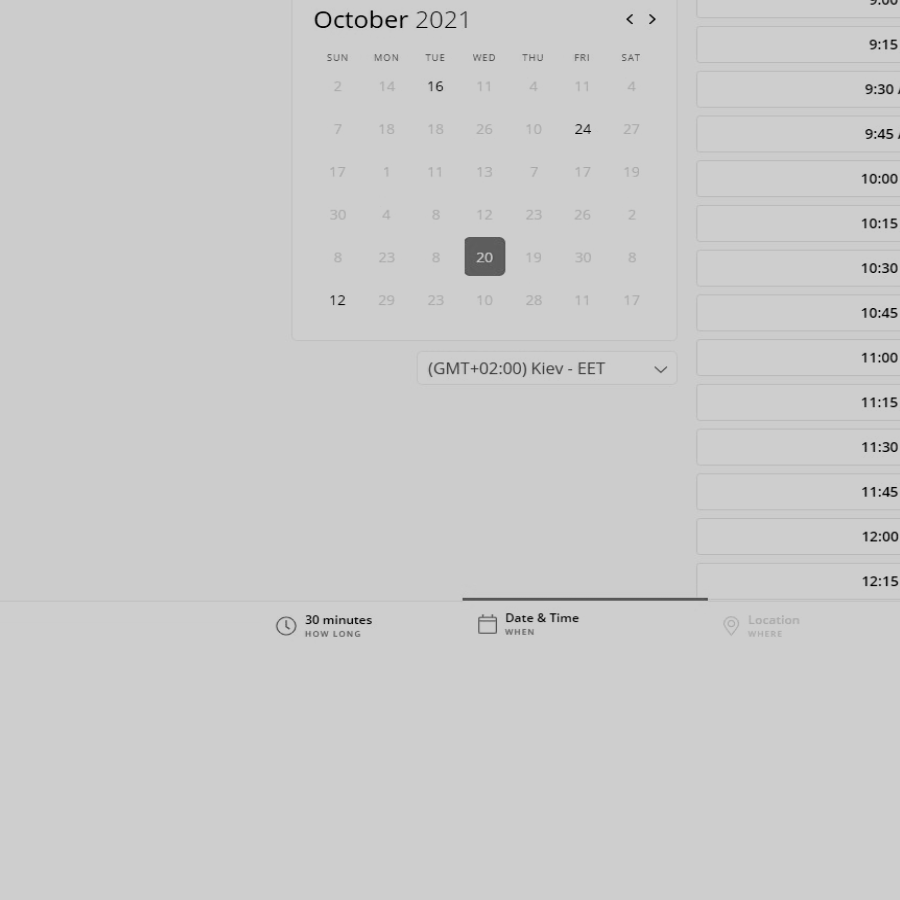 October 2021
SUN MON TUE WED THU FRI SAT
2 14 16 11 4 11 4
7 18 18 26 10 24 27
17 1 11 13 7 17 19
30 4 8 12 23 26 2
8 23 8 20 19 30 8
12 29 23 10 28 11 17
(GMT+02:00) Kiev - EET
9:00
9:15
9:30
9:45
10:00
10:15
10:30
10:45
11:00
11:15
11:30
11:45
12:00
12:15
30 minutes
HOW LONG
Date & Time
WHEN
Location
WHERE